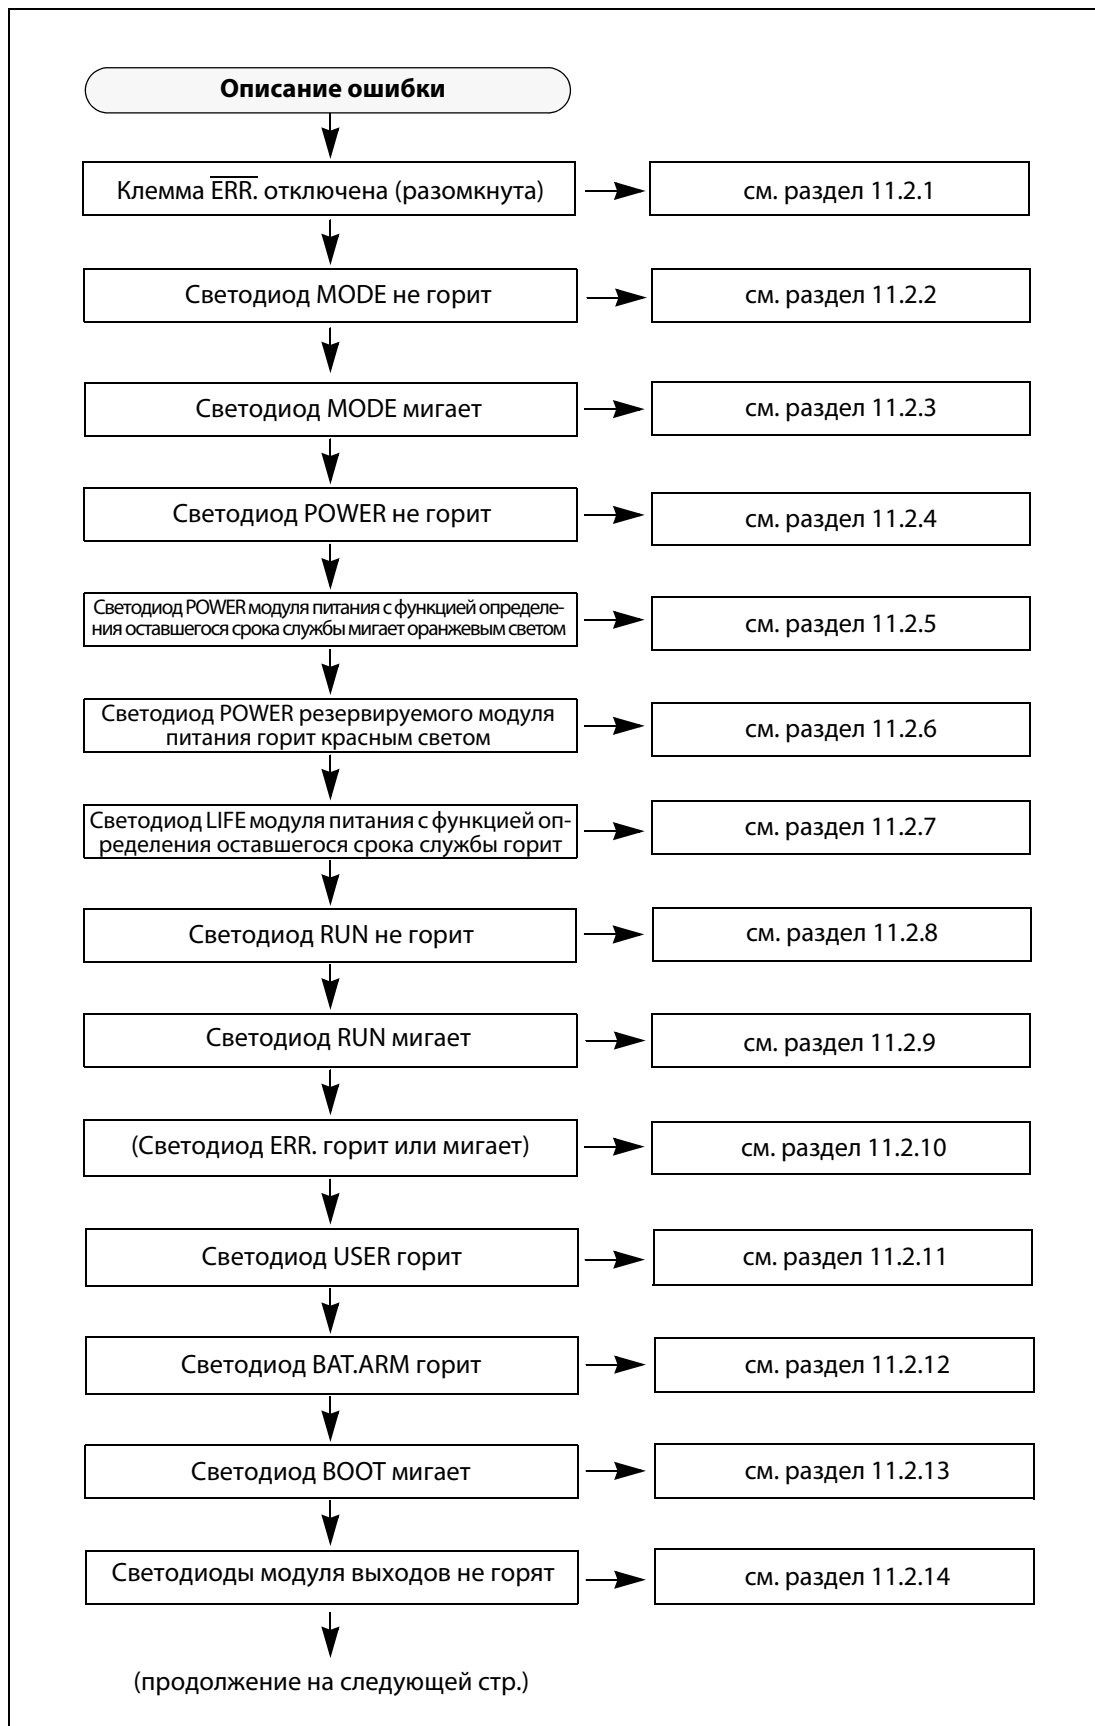 Описание ошибки
Клемма ERR. отключена (разомкнута)
см. раздел 11.2.1
Светодиод MODE не горит
см. раздел 11.2.2
Светодиод MODE мигает
см. раздел 11.2.3
Светодиод POWER не горит
см. раздел 11.2.4
Светодиод POWER модуля питания с функцией определе-
ния оставшегося срока службы мигает оранжевым светом
см. раздел 11.2.5
Светодиод POWER резервируемого модуля
питания горит красным светом
см. раздел 11.2.6
Светодиод LIFE модуля питания с функцией оп-
ределения оставшегося срока службы горит
см. раздел 11.2.7
Светодиод RUN не горит
см. раздел 11.2.8
Светодиод RUN мигает
см. раздел 11.2.9
(Светодиод ERR. горит или мигает)
см. раздел 11.2.10
Светодиод USER горит
см. раздел 11.2.11
Светодиод BAT.ARM горит
см. раздел 11.2.12
Светодиод BOOT мигает
см. раздел 11.2.13
Светодиоды модуля выходов не горят
см. раздел 11.2.14
(продолжение на следующей стр.)